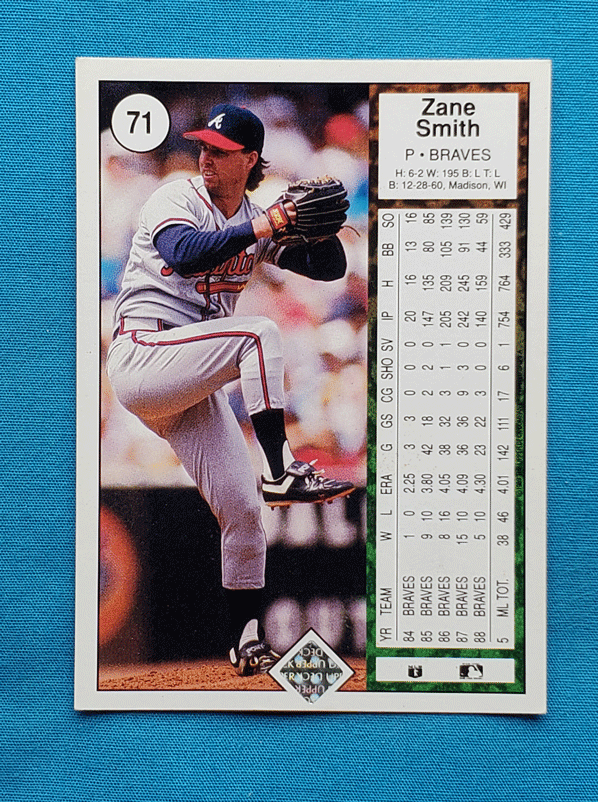 71
A
Atlanta
Zane
Smith
P • BRAVES
H: 6-2 W: 195 B: L T: L
B: 12-28-60, Madison, WI
YR TEAM W L ERA G GS CG SHO SV IP H BB SO
84 BRAVES 1 0 2.25 3 3 0 0 0 20 16 13 16
85 BRAVES 9 10 3.80 42 18 2 2 0 147 135 80 85
86 BRAVES 8 16 4.05 38 32 3 1 1 205 209 105 139
87 BRAVES 15 10 4.09 36 36 9 3 0 242 245 91 130
88 BRAVES 5 10 4.30 23 22 3 0 0 140 159 44 59
5 ML TOT. 38 46 4.01 142 111 17 6 1 754 764 333 429
UPPER DECK